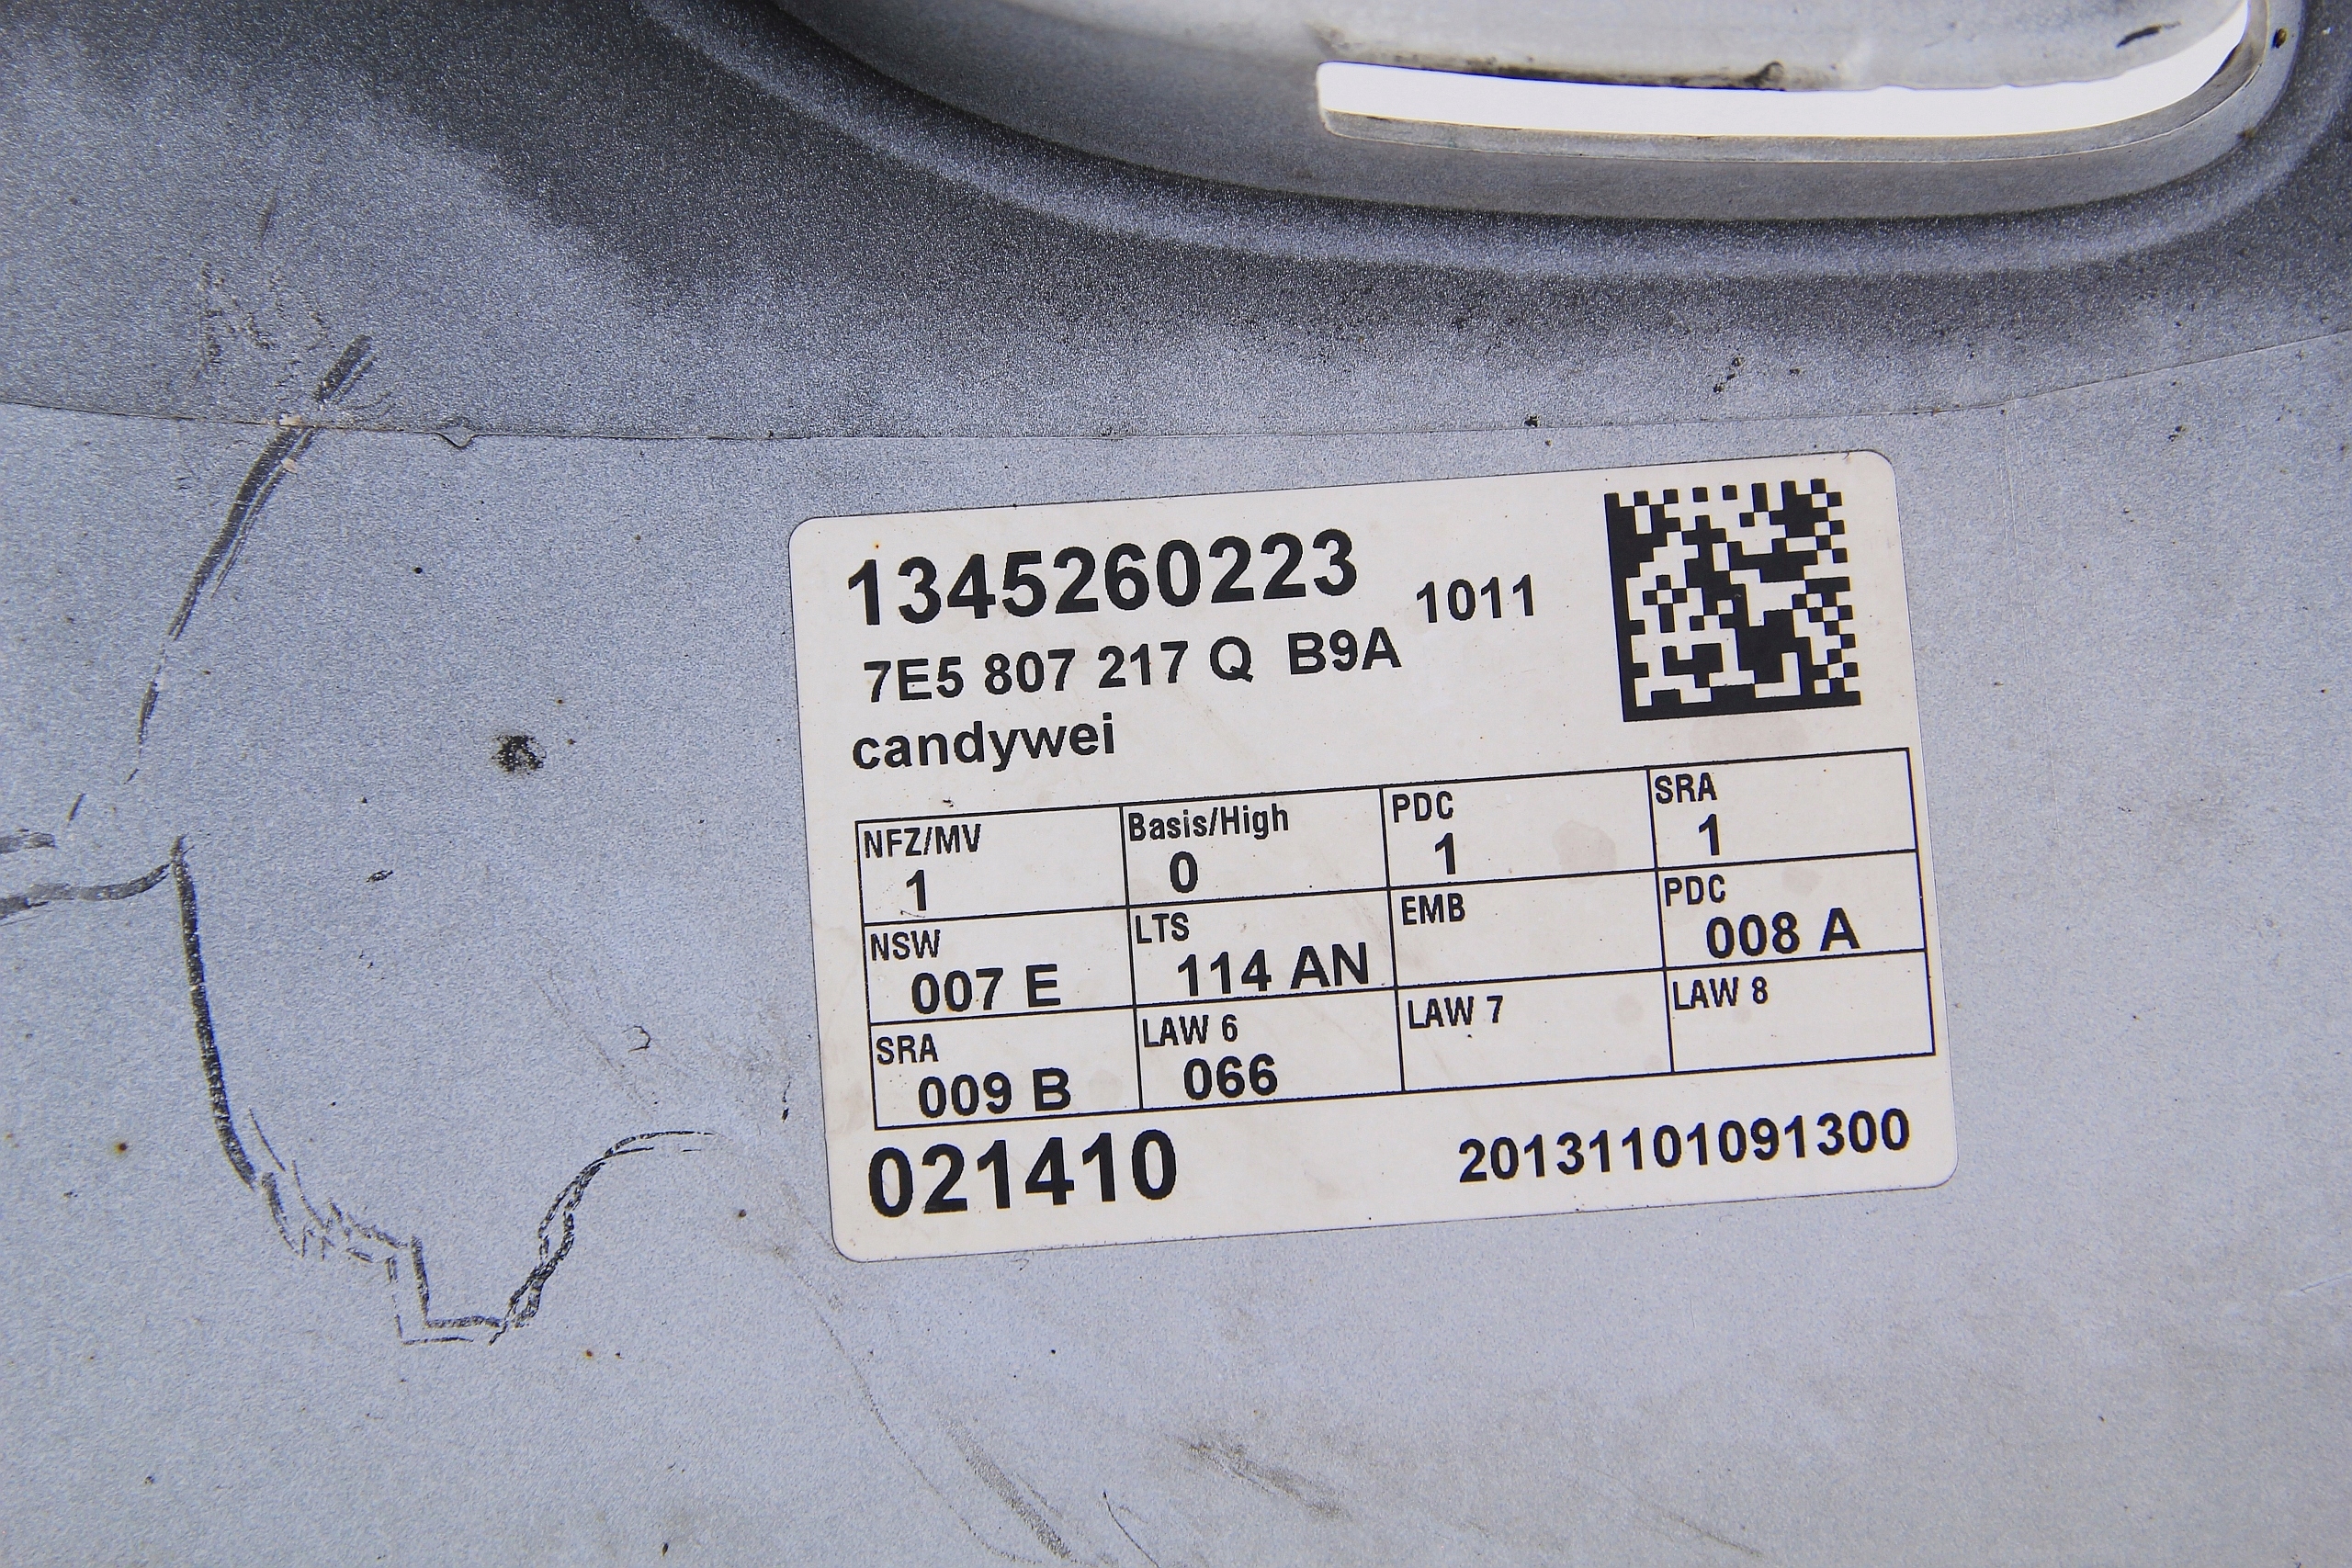 1345260223 1011
7E5 807 217 Q B9A
candywei
NFZ/MV Basis/High PDC SRA
1 0 1 1
NSW LTS EMB PDC
007 E 114 AN 008 A
SRA LAW 6 LAW 7 LAW 8
009 B 066
021410 20131101091300